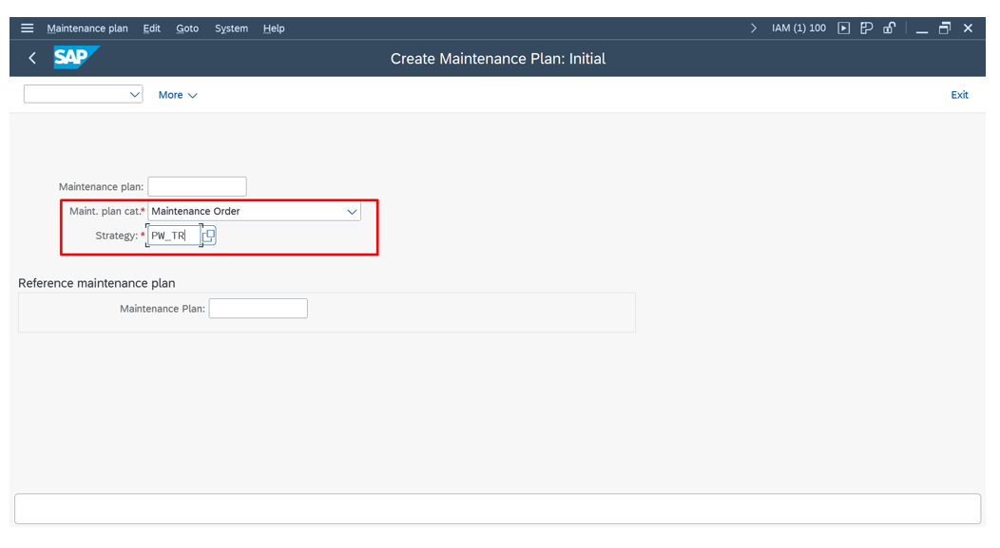 Maintenance plan Edit Goto System Help IAM (1) 100
SAP Create Maintenance Plan: Initial
More Exit
Maintenance plan:
Maint. plan cat.* Maintenance Order
Strategy: * PW_TR
Reference maintenance plan
Maintenance Plan: